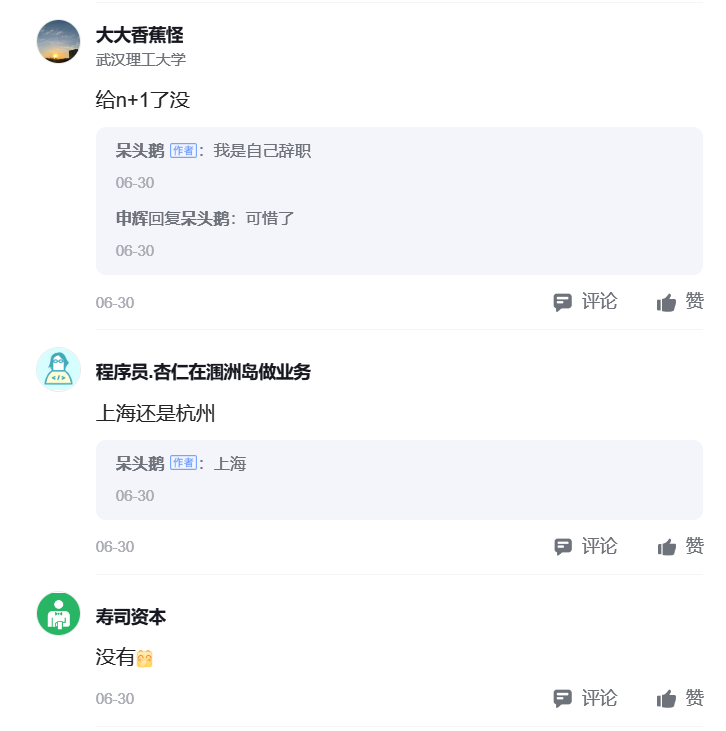 大大香蕉怪
武汉理工大学
给n+1了没
呆头鹅 作者：我是自己辞职
06-30
申辉回复呆头鹅：可惜了
06-30
06-30 评论 赞
程序员.杏仁在涠洲岛做业务
上海还是杭州
呆头鹅 作者：上海
06-30
06-30 评论 赞
寿司资本
没有
06-30 评论 赞